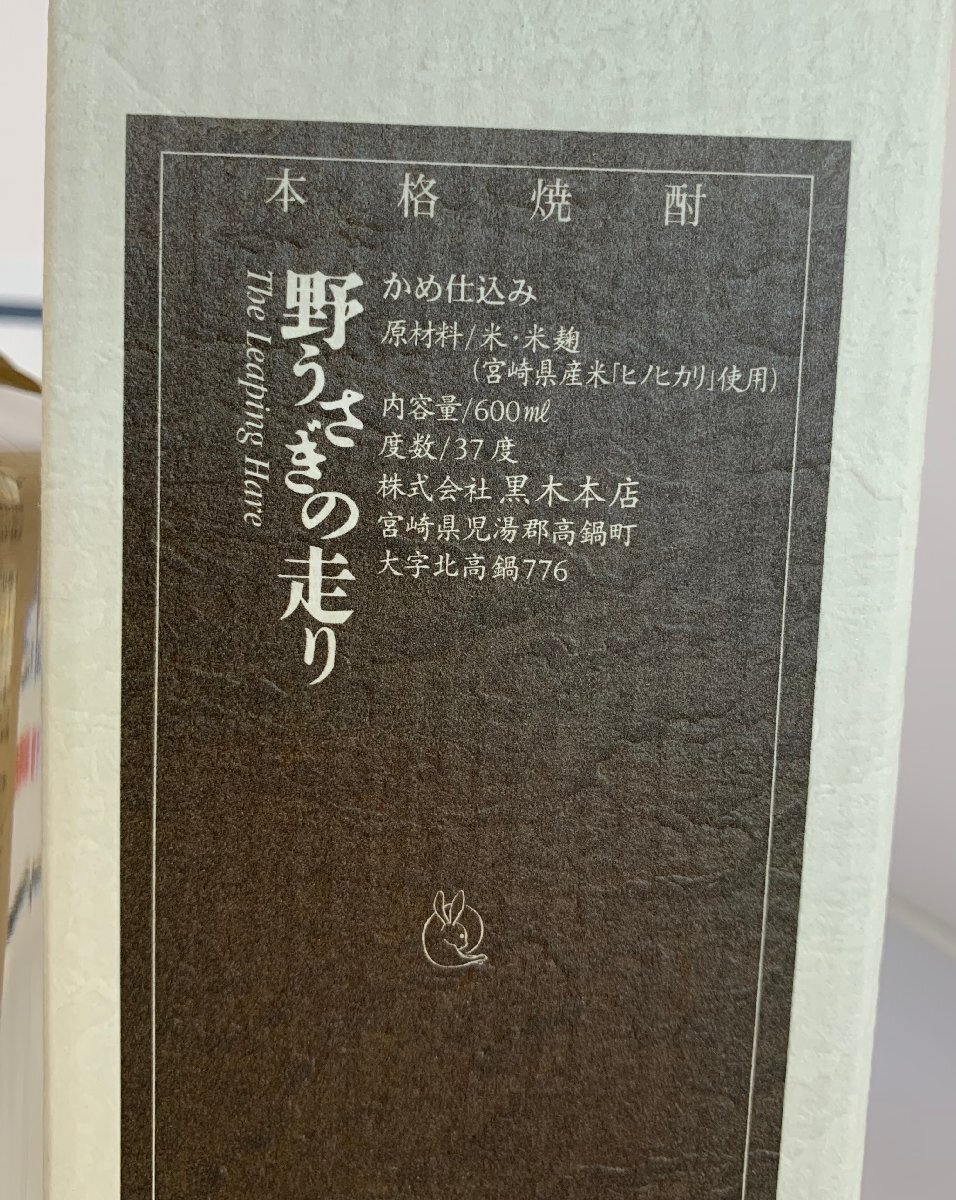 本格焼酎
野うさぎの走り
The Leaping Hare
かめ仕込み
原材料/米・米麹
(宮崎県産米「ヒノヒカリ」使用)
内容量/600ml
度数/37度
株式会社 黒木本店
宮崎県児湯郡高鍋町
大字北高鍋776